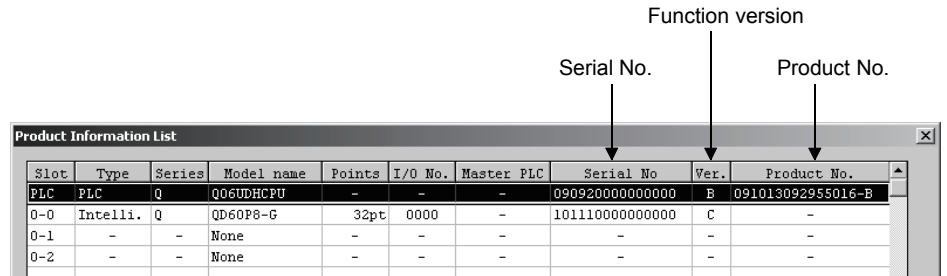 Function version
Serial No. Product No.
Product Information List
Slot Type Series Model name Points I/O No. Master PLC Serial No Ver. Product No.
PLC PLC Q Q06UDHCPU - - - 090920000000000 B 091013092955016-B
0-0 Intelli. Q QD60P8-G 32pt 0000 - 101110000000000 C -
0-1 - - None - - - - - -
0-2 - - None - - - - - -